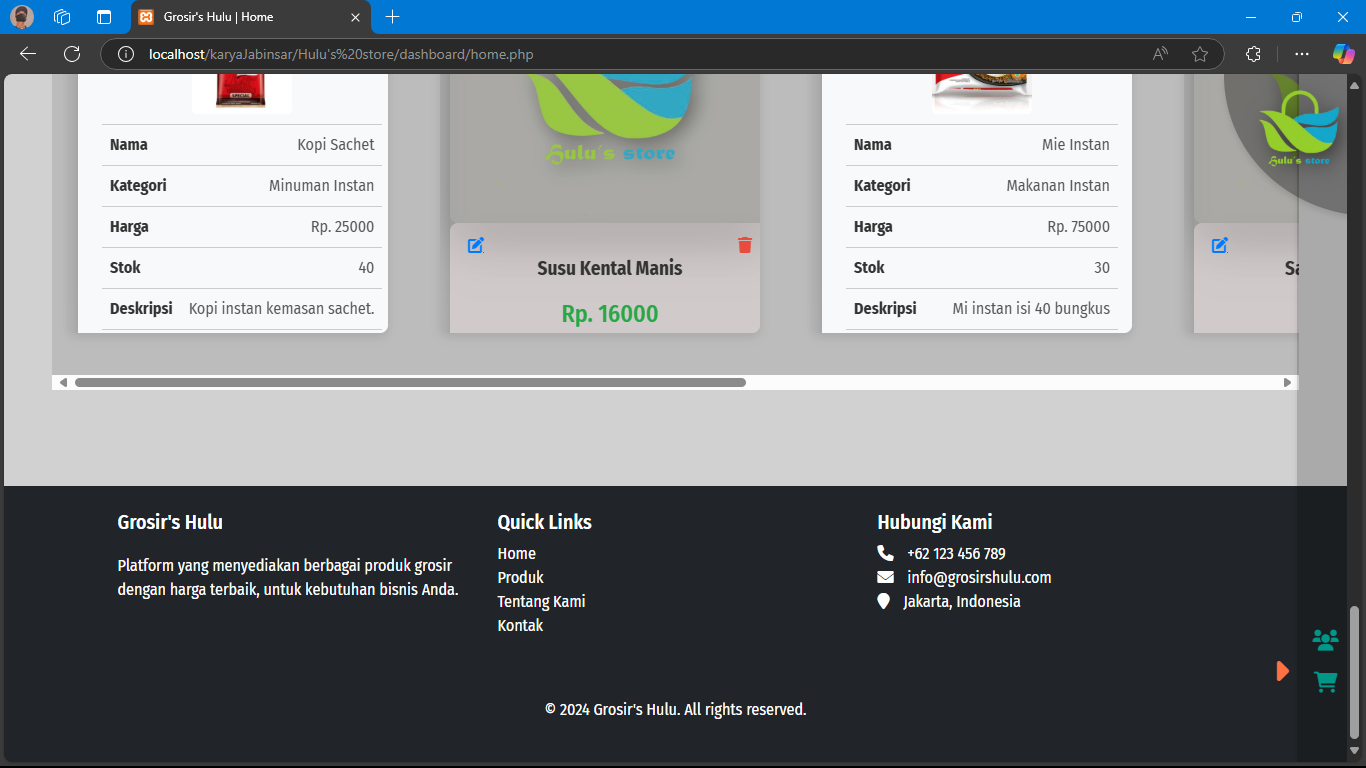 Grosir's Hulu | Home
localhost/karyaJabinsar/Hulu's%20store/dashboard/home.php
SPECIAL
Hulu's store
Hulu's store
Nama Kopi Sachet
Kategori Minuman Instan
Harga Rp. 25000
Stok 40
Deskripsi Kopi instan kemasan sachet.
Susu Kental Manis
Rp. 16000
Nama Mie Instan
Kategori Makanan Instan
Harga Rp. 75000
Stok 30
Deskripsi Mi instan isi 40 bungkus
Grosir's Hulu
Platform yang menyediakan berbagai produk grosir
dengan harga terbaik, untuk kebutuhan bisnis Anda.
Quick Links
Home
Produk
Tentang Kami
Kontak
Hubungi Kami
+62 123 456 789
info@grosirshulu.com
Jakarta, Indonesia
© 2024 Grosir's Hulu. All rights reserved.